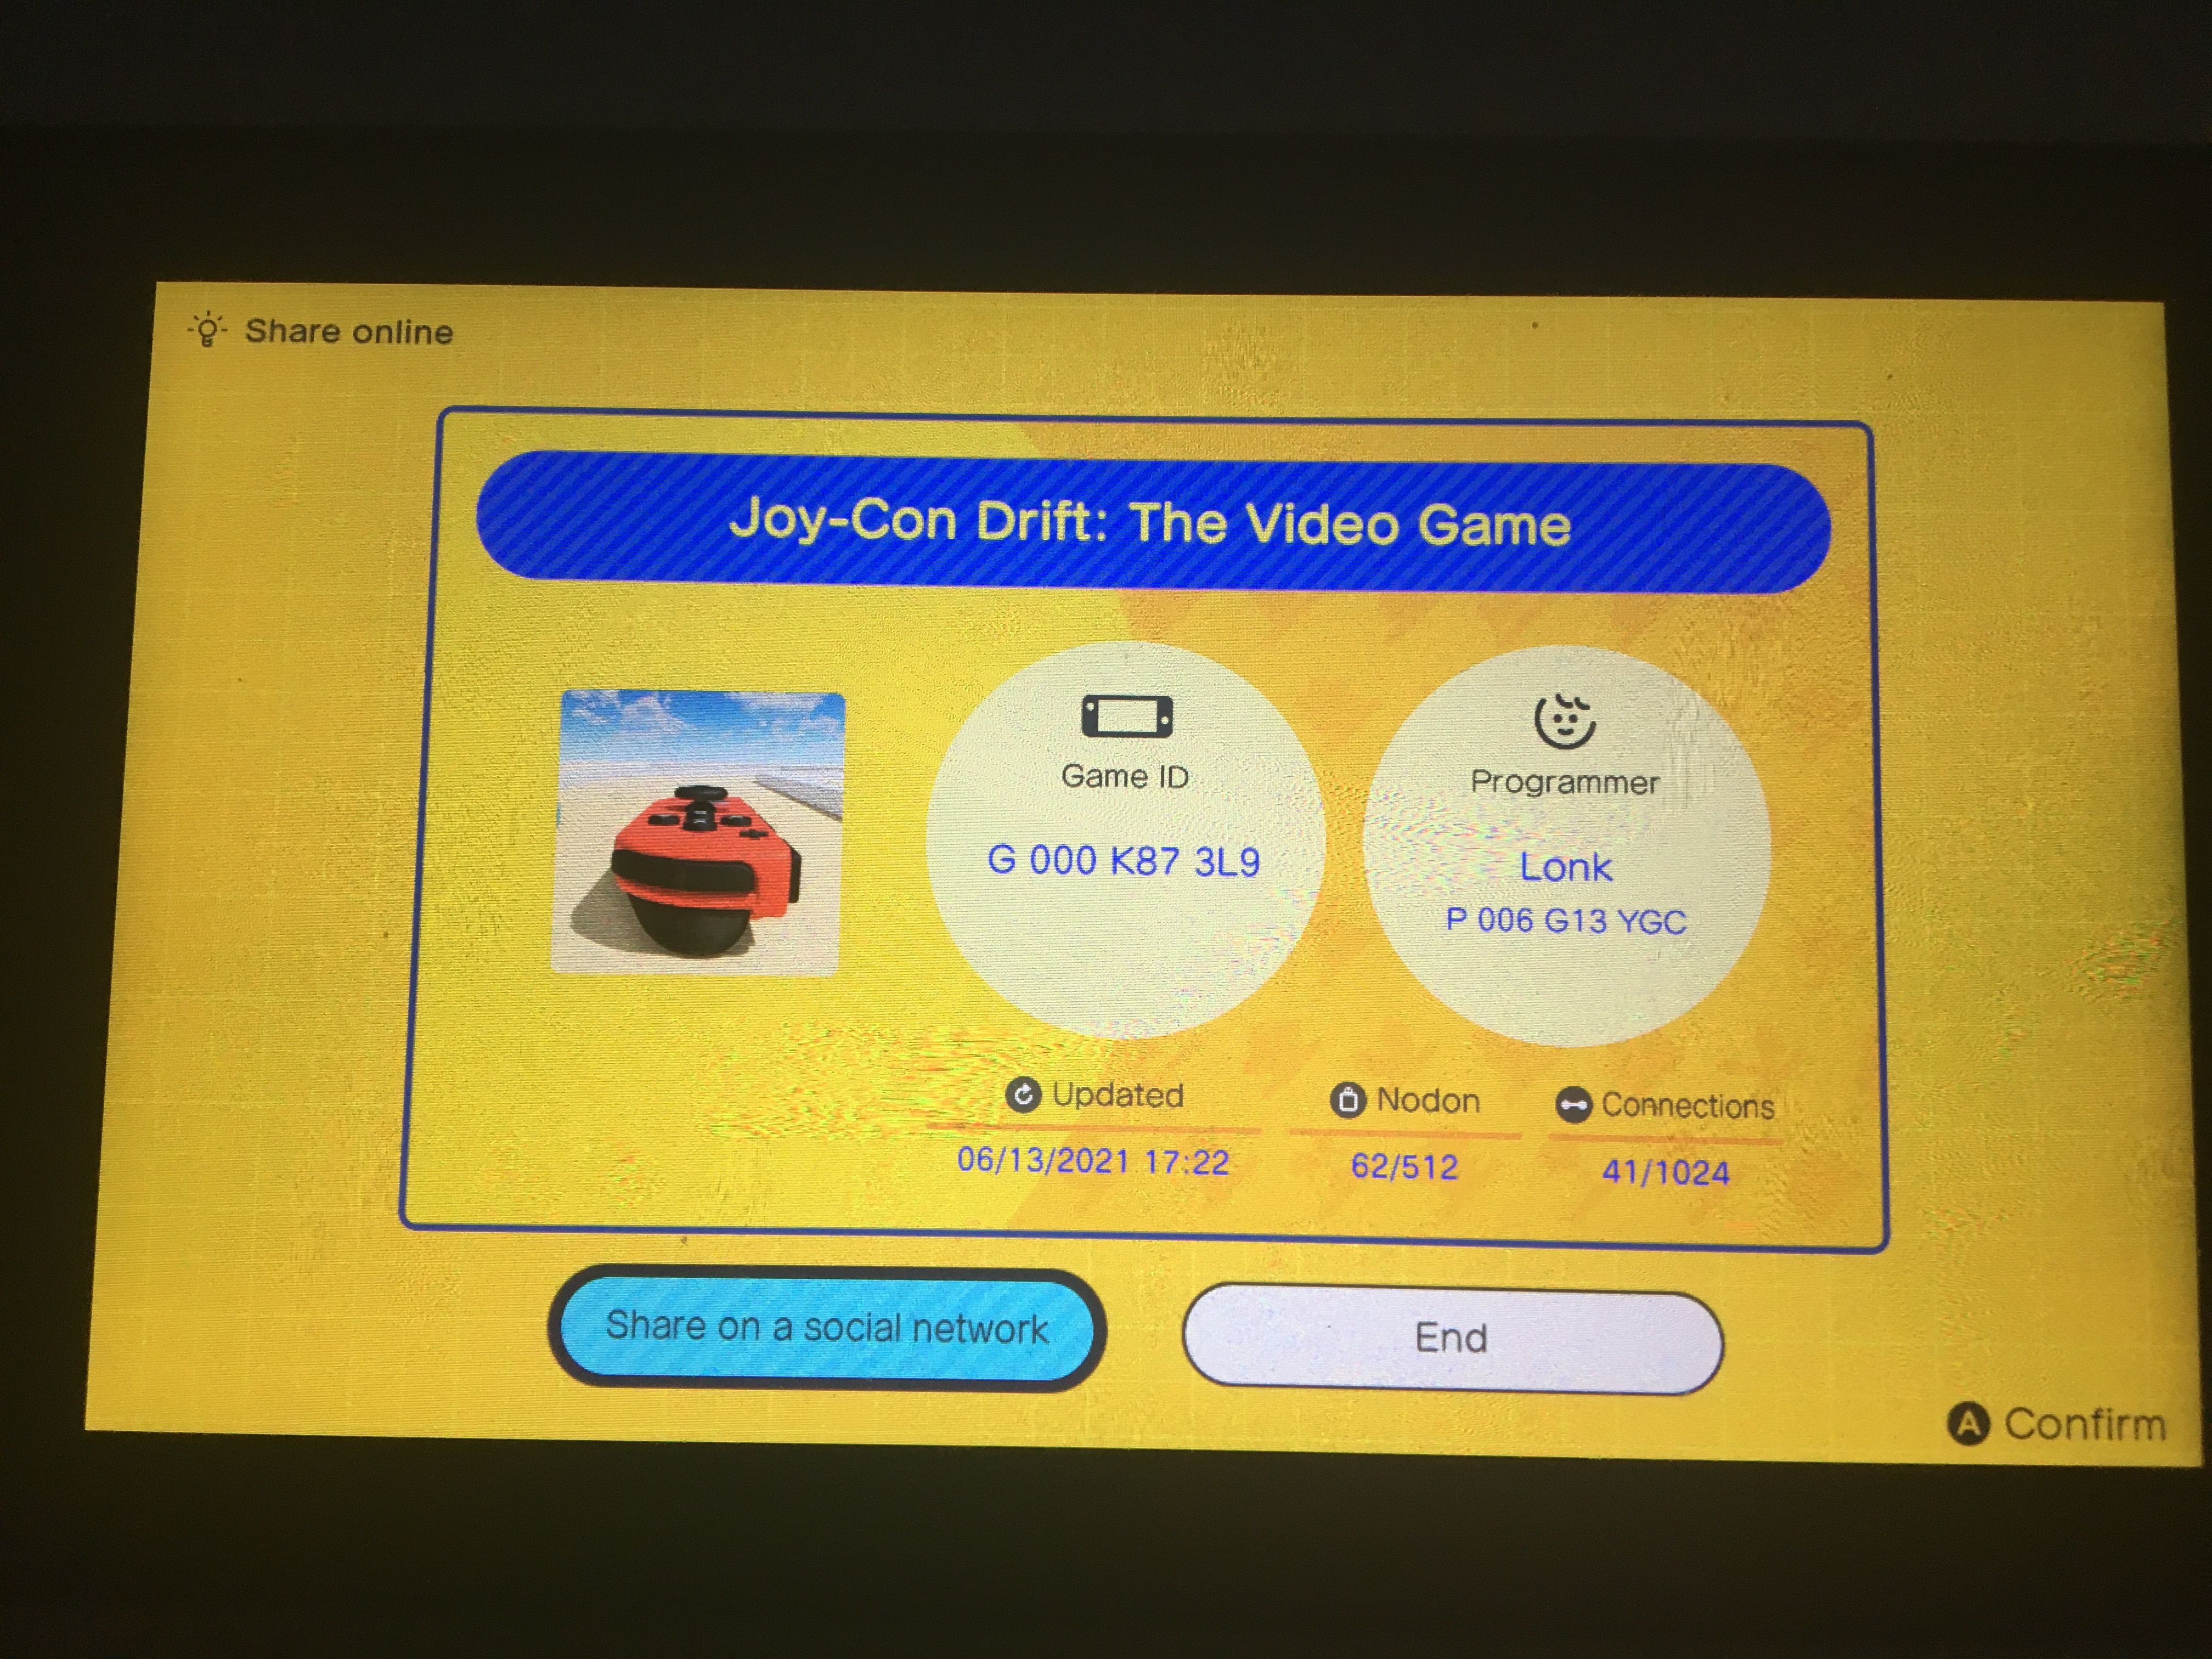 Share online
Joy-Con Drift: The Video Game
Game ID
G 000 K87 3L9
Programmer
Lonk
P 006 G13 YGC
Updated
06/13/2021 17:22
Nodon
62/512
Connections
41/1024
Share on a social network
End
A Confirm